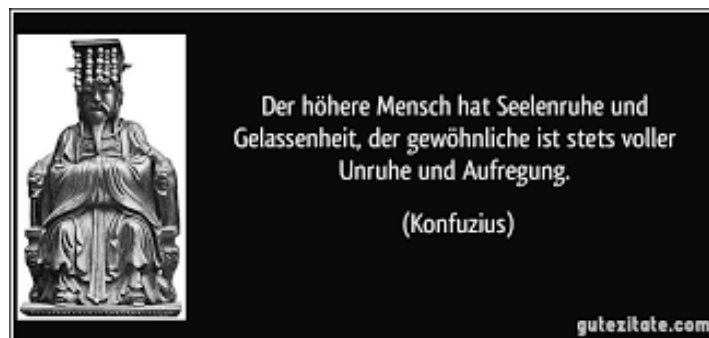 Der höhere Mensch hat Seelenruhe und
Gelassenheit, der gewöhnliche ist stets voller
Unruhe und Aufregung.
(Konfuzius)
gutezitate.com